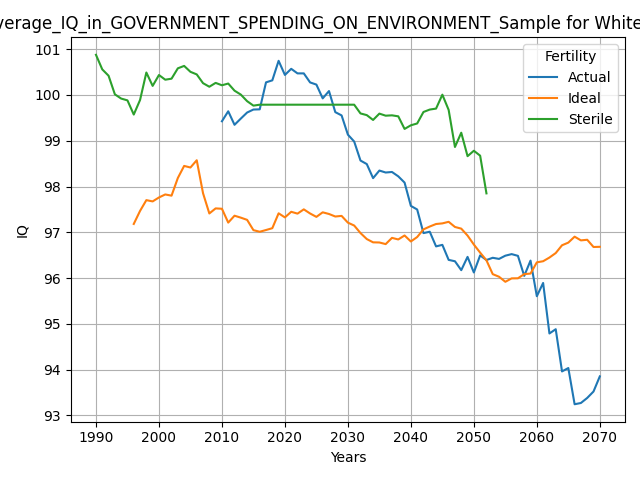 verage_IQ_in_GOVERNMENT_SPENDING_ON_ENVIRONMENT_Sample for White
Fertility
Actual
Ideal
Sterile
101
100
99
98
97
96
95
94
93
IQ
1990 2000 2010 2020 2030 2040 2050 2060 2070
Years